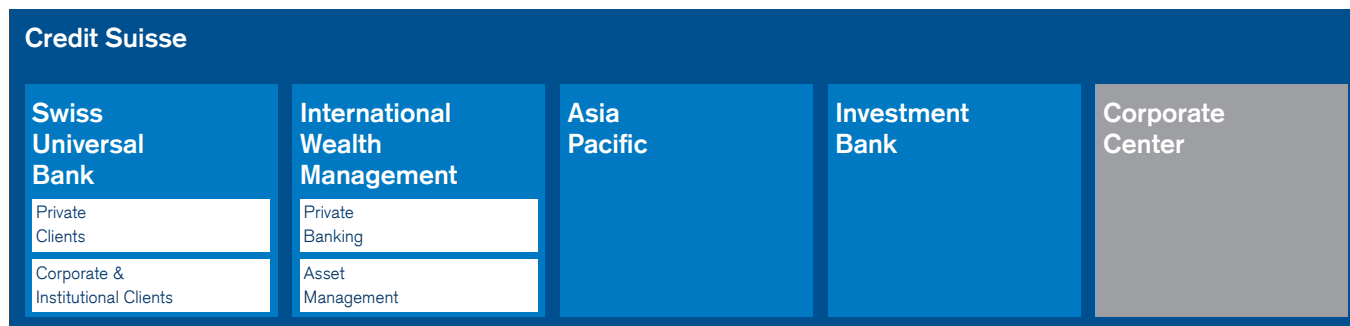 Credit Suisse
Swiss
Universal
Bank
Private
Clients
Corporate &
Institutional Clients
International
Wealth
Management
Private
Banking
Asset
Management
Asia
Pacific
Investment
Bank
Corporate
Center